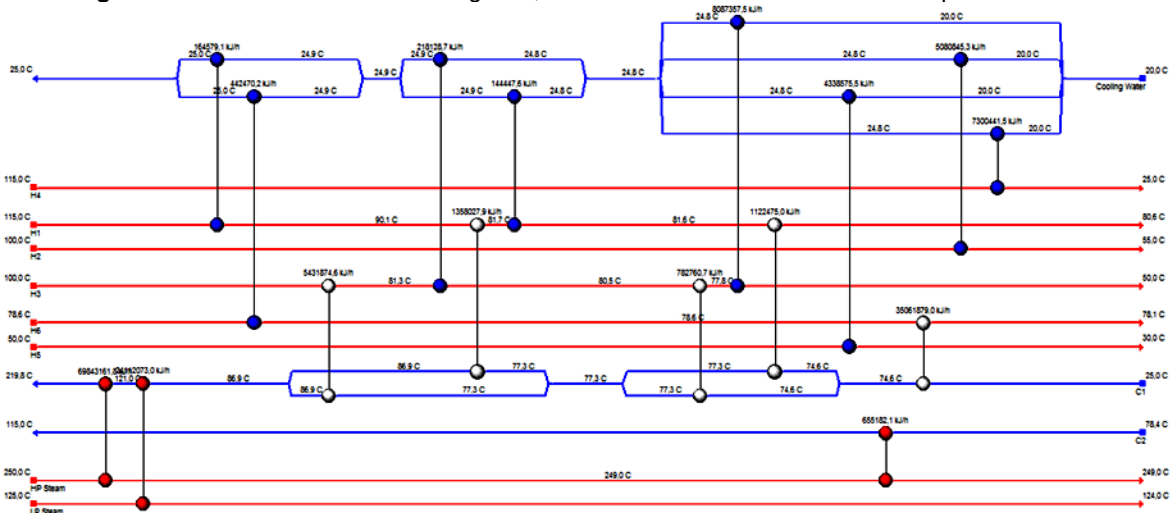 24,8 C
8087357,5 kJ/h
20,0 C
164579,1 kJ/h
25,0 C
24,9 C
218128,7 kJ/h
24,9 C
24,8 C
24,8 C
5080845,3 kJ/h
20,0 C
25,0 C
442470,2 kJ/h
24,9 C
144447,6 kJ/h
24,8 C
4338575,5 kJ/h
20,0 C
Cooling Water
25,0 C
24,9 C
24,9 C
24,8 C
24,8 C
20,0 C
7300441,5 kJ/h
24,8 C
20,0 C
115,0 C
H4
25,0 C
115,0 C
H1
90,1 C
1358027,9 kJ/h
81,7 C
81,6 C
1122475,0 kJ/h
80,6 C
100,0 C
H2
55,0 C
100,0 C
H3
5431874,6 kJ/h
81,3 C
80,5 C
782760,7 kJ/h
77,8 C
50,0 C
78,6 C
H6
78,6 C
35061879,0 kJ/h
78,1 C
50,0 C
H5
30,0 C
86,9 C
77,3 C
77,3 C
74,6 C
219,8 C
121,0 C
86,9 C
77,3 C
74,6 C
25,0 C
C1
86,9 C
77,3 C
77,3 C
74,6 C
115,0 C
655182,1 kJ/h
78,4 C
C2
250,0 C
HP Steam
249,0 C
249,0 C
125,0 C
LP Steam
124,0 C